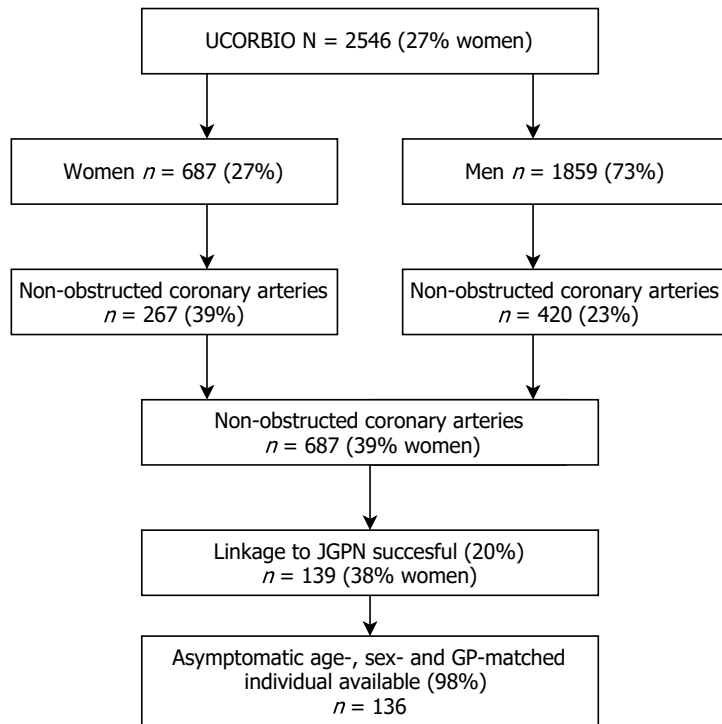 UCORBIO N = 2546 (27% women)
Women n = 687 (27%)
Men n = 1859 (73%)
Non-obstructed coronary arteries
n = 267 (39%)
Non-obstructed coronary arteries
n = 420 (23%)
Non-obstructed coronary arteries
n = 687 (39% women)
Linkage to JGPN succesful (20%)
n = 139 (38% women)
Asymptomatic age-, sex- and GP-matched
individual available (98%)
n = 136